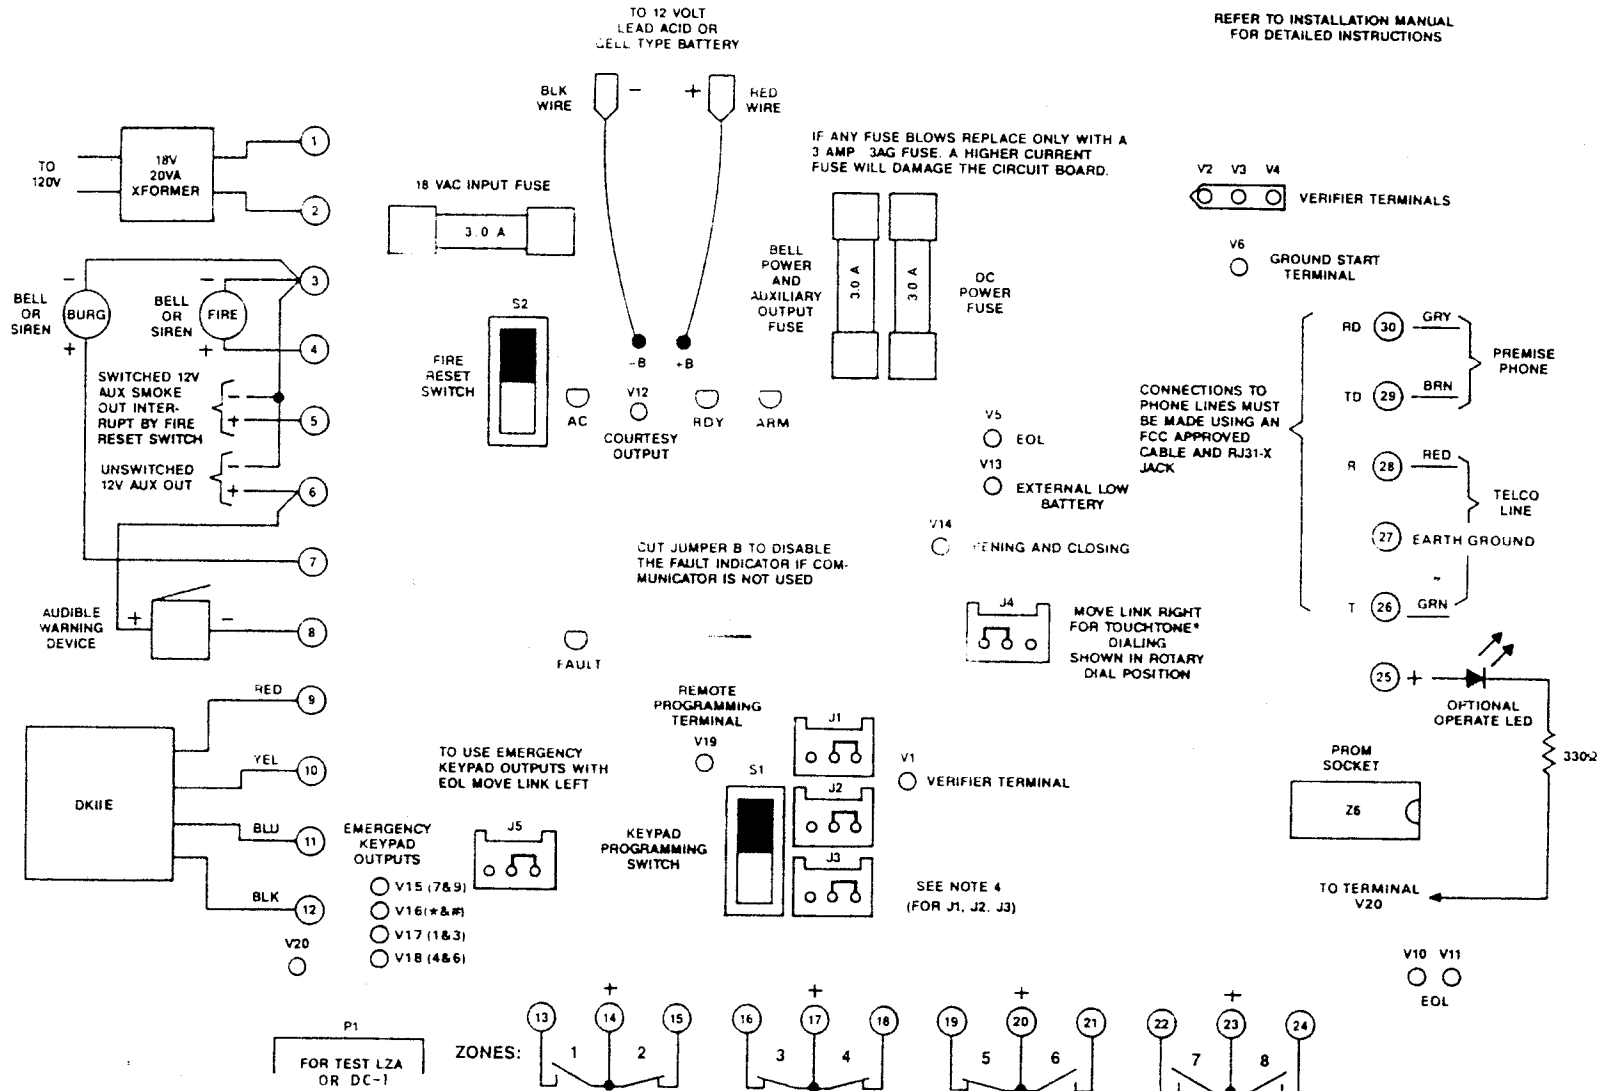 TO 12 VOLT
LEAD ACID OR
GELL TYPE BATTERY
REFER TO INSTALLATION MANUAL
FOR DETAILED INSTRUCTIONS
BLK
WIRE
−
+
RED
WIRE
TO
120V
18V
20VA
XFORMER
1
2
18 VAC INPUT FUSE
3.0 A
IF ANY FUSE BLOWS REPLACE ONLY WITH A
3 AMP 3AG FUSE. A HIGHER CURRENT
FUSE WILL DAMAGE THE CIRCUIT BOARD.
BELL
POWER
AND
AUXILIARY
OUTPUT
FUSE
3.0 A
3.0 A
DC
POWER
FUSE
V2 V3 V4
VERIFIER TERMINALS
V6
GROUND START
TERMINAL
BELL
OR
SIREN
−
BURG
+
BELL
OR
SIREN
−
FIRE
+
3
4
SWITCHED 12V
AUX SMOKE
OUT INTER-
RUPT BY FIRE
RESET SWITCH
−
+
5
UNSWITCHED
12V AUX OUT
−
+
6
7
AUDIBLE
WARNING
DEVICE
+
−
8
S2
FIRE
RESET
SWITCH
−B
+B
AC
V12
COURTESY
OUTPUT
RDY
ARM
V5
EOL
V13
EXTERNAL LOW
BATTERY
V14
ENING AND CLOSING
CONNECTIONS TO
PHONE LINES MUST
BE MADE USING AN
FCC APPROVED
CABLE AND RJ31-X
JACK
RD 30 GRY
TD 29 BRN
PREMISE
PHONE
R 28 RED
TELCO
LINE
27 EARTH GROUND
T 26 GRN
CUT JUMPER B TO DISABLE
THE FAULT INDICATOR IF COM-
MUNICATOR IS NOT USED
FAULT
J4
MOVE LINK RIGHT
FOR TOUCHTONE*
DIALING
SHOWN IN ROTARY
DIAL POSITION
25 +
OPTIONAL
OPERATE LED
330Ω
DKIIE
RED
9
YEL
10
BLU
11
BLK
12
V20
TO USE EMERGENCY
KEYPAD OUTPUTS WITH
EOL MOVE LINK LEFT
J5
EMERGENCY
KEYPAD
OUTPUTS
V15 (7&9)
V16 (*&#)
V17 (1&3)
V18 (4&6)
REMOTE
PROGRAMMING
TERMINAL
V19
S1
KEYPAD
PROGRAMMING
SWITCH
J1
J2
J3
V1
VERIFIER TERMINAL
SEE NOTE 4
(FOR J1, J2, J3)
PROM
SOCKET
Z6
TO TERMINAL
V20
V10 V11
EOL
P1
FOR TEST LZA
OR DC-1
ZONES:
+ + + +
13 14 15 16 17 18 19 20 21 22 23 24
1 2 3 4 5 6 7 8